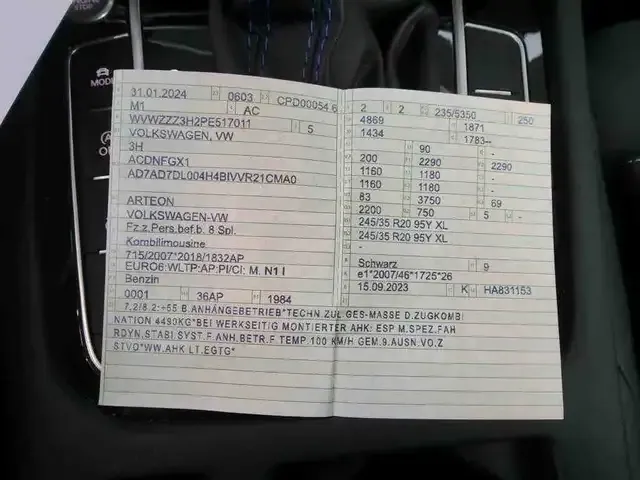 MODE
STOP
31.01.2024 0603 CPD00054 6
M1 AC
WVWZZZ3H2PE517011 5
VOLKSWAGEN, VW
3H
ACDNFGX1
AD7AD7DL004H4BIVVR21CMA0
ARTEON
VOLKSWAGEN-VW
Fz.z.Pers.bef.b. 8 Spl.
Kombilimousine
715/2007*2018/1832AP
EURO6;WLTP;AP;PI/CI; M. N1 I
Benzin
0001 36AP 1984
2 2 235/5350 250
4869 1871
1434 1783--
90
200 2290 2290
1160 1180
1160 1180
83 3750 69
2200 750 5
245/35 R20 95Y XL
245/35 R20 95Y XL
-
-
Schwarz 9
e1*2007/46*1725*26
15.09.2023 K HA831153
7,2/8.2:+55 B.ANHÄNGEBETRIEB*TECHN.ZUL.GES-MASSE D.ZUGKOMBI
NATION 4490KG*BEI WERKSEITIG MONTIERTER AHK: ESP M.SPEZ.FAH
RDYN.STABI.SYST.F.ANH.BETR.F.TEMP.100 KM/H GEM.9.AUSN.VO.Z
STVO*WW.AHK LT.EGTG*